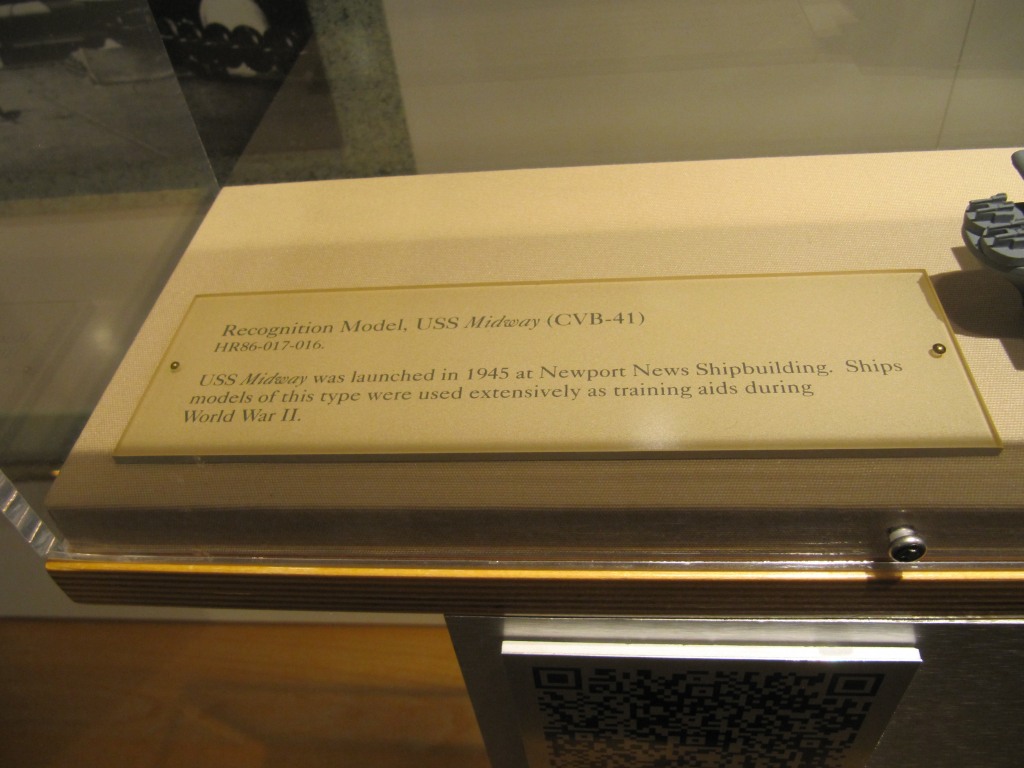 Recognition Model, USS Midway (CVB-41)
HR86-017-016.
USS Midway was launched in 1945 at Newport News Shipbuilding. Ships
models of this type were used extensively as training aids during
World War II.